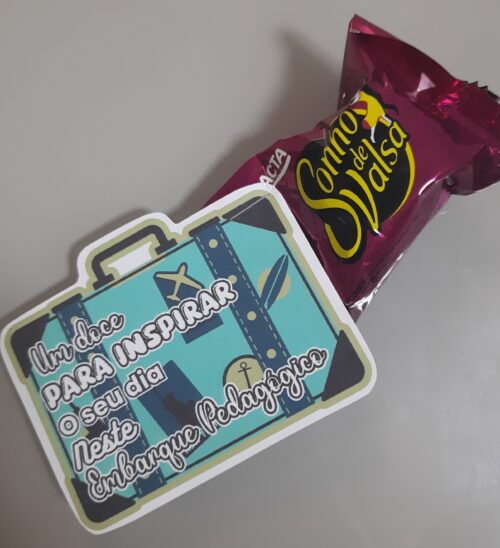 LACTA
Sonho
de
Valsa
Um doce
PARA INSPIRAR
O seu dia
Neste
Embarque Pedagógico